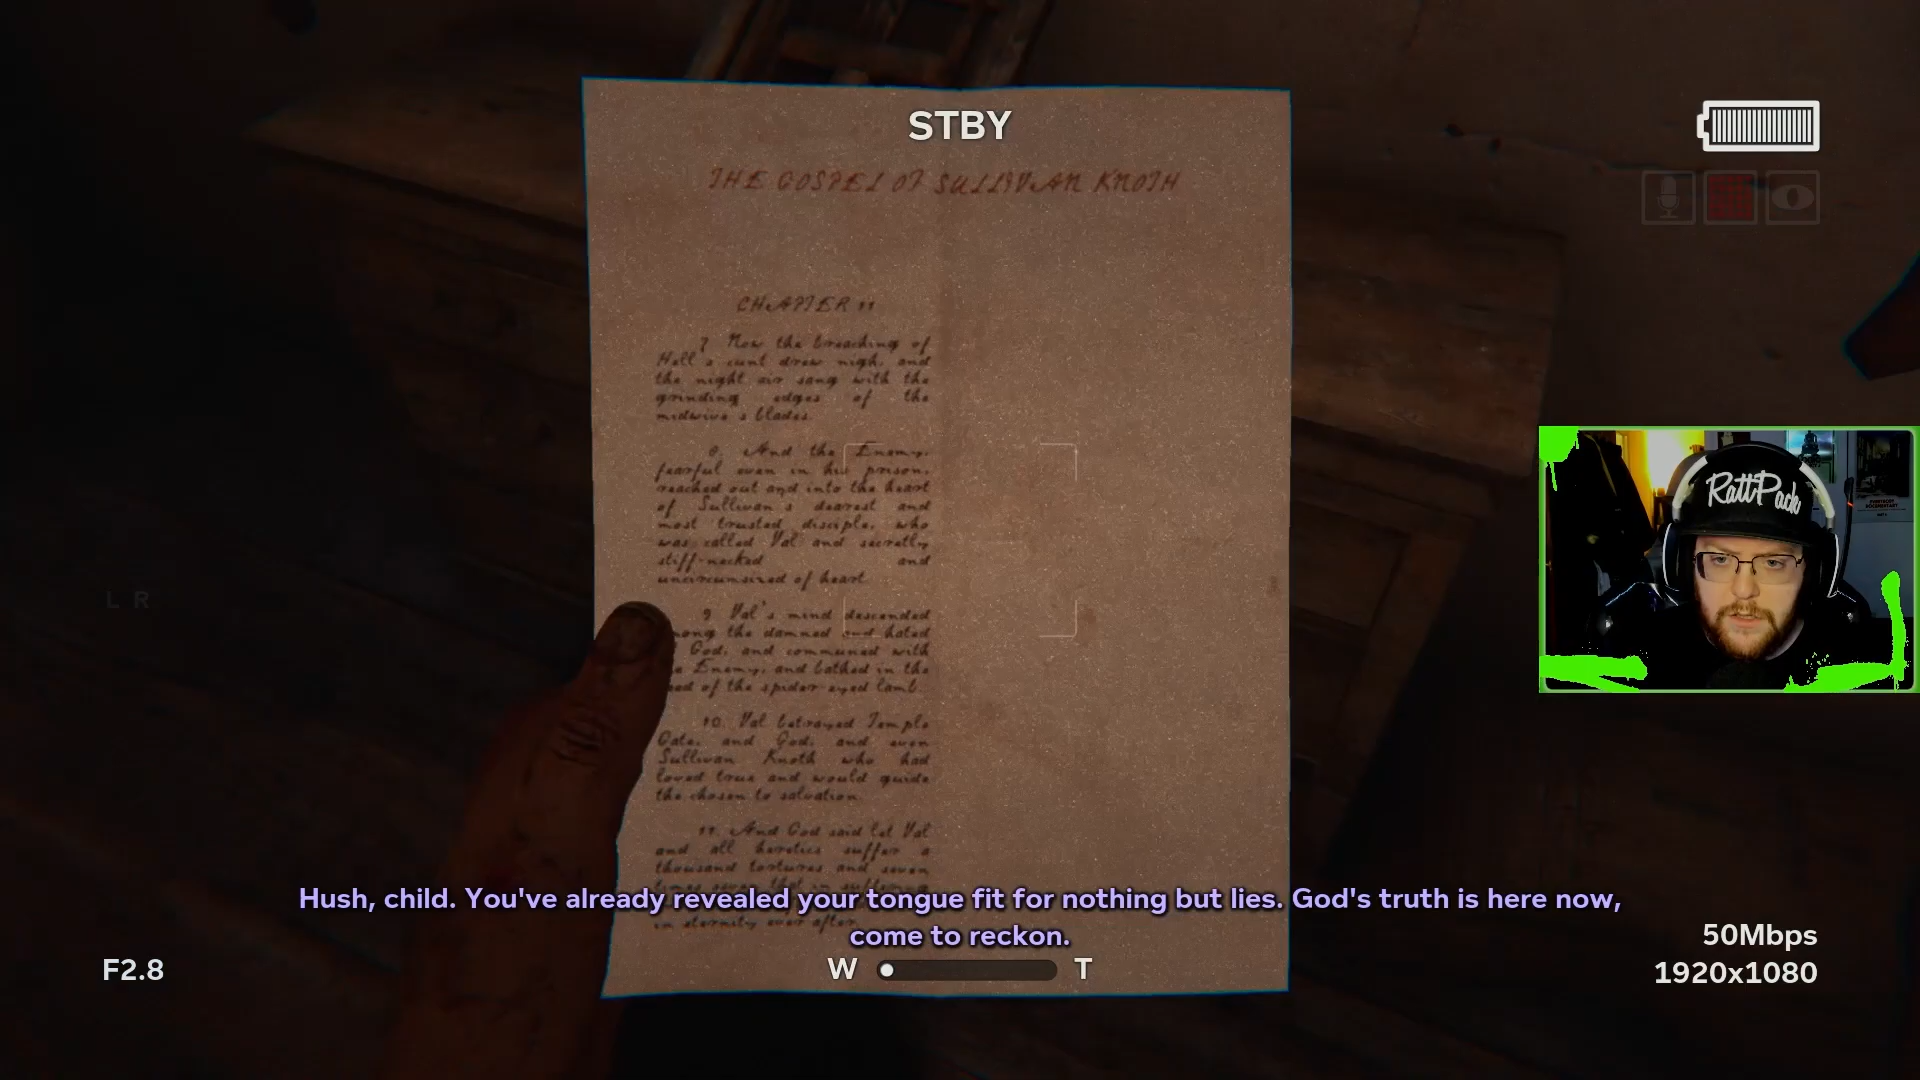 STBY
THE GOSPEL OF SULLIVAN KNOTH
CHAPTER 11
7. Now the breaching of
Hell's cunt drew nigh, and
the night air sang with the
grinding edges of the
midwive's blades.
8. And the Enemy,
fearful even in his prison,
reached out and into the heart
of Sullivan's dearest and
most trusted disciple, who
was called Val and secretly
stiff-necked and
uncircumsized of heart.
9. Val's mind descended
mong the damned and hated
God, and communed with
e Enemy, and bathed in the
of the spider eyed lamb.
10. Val betrayed Temple
Gate, and God, and even
Sullivan Knoth who had
loved true and would guide
the chosen to salvation.
11. And God said let Val
and all heretics suffer a
thousand tortures and seven
in eternity ever after.
Hush, child. You've already revealed your tongue fit for nothing but lies. God's truth is here now,
come to reckon.
RattPack
L R
F2.8
W T
50Mbps
1920x1080